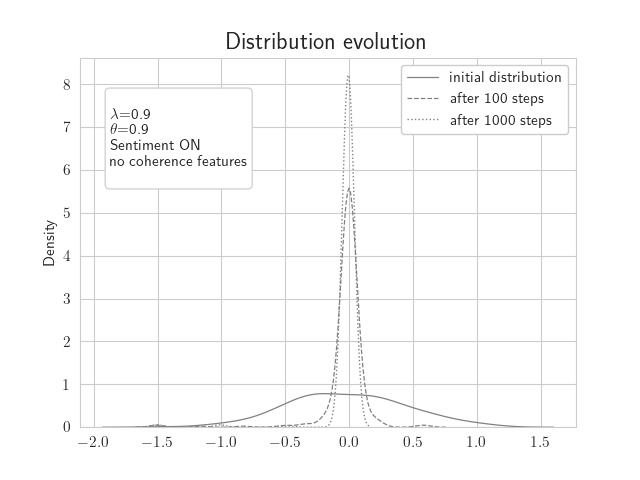 Distribution evolution
initial distribution
after 100 steps
after 1000 steps
λ=0.9
θ=0.9
Sentiment ON
no coherence features
Density
8
7
6
5
4
3
2
1
0
−2.0 −1.5 −1.0 −0.5 0.0 0.5 1.0 1.5